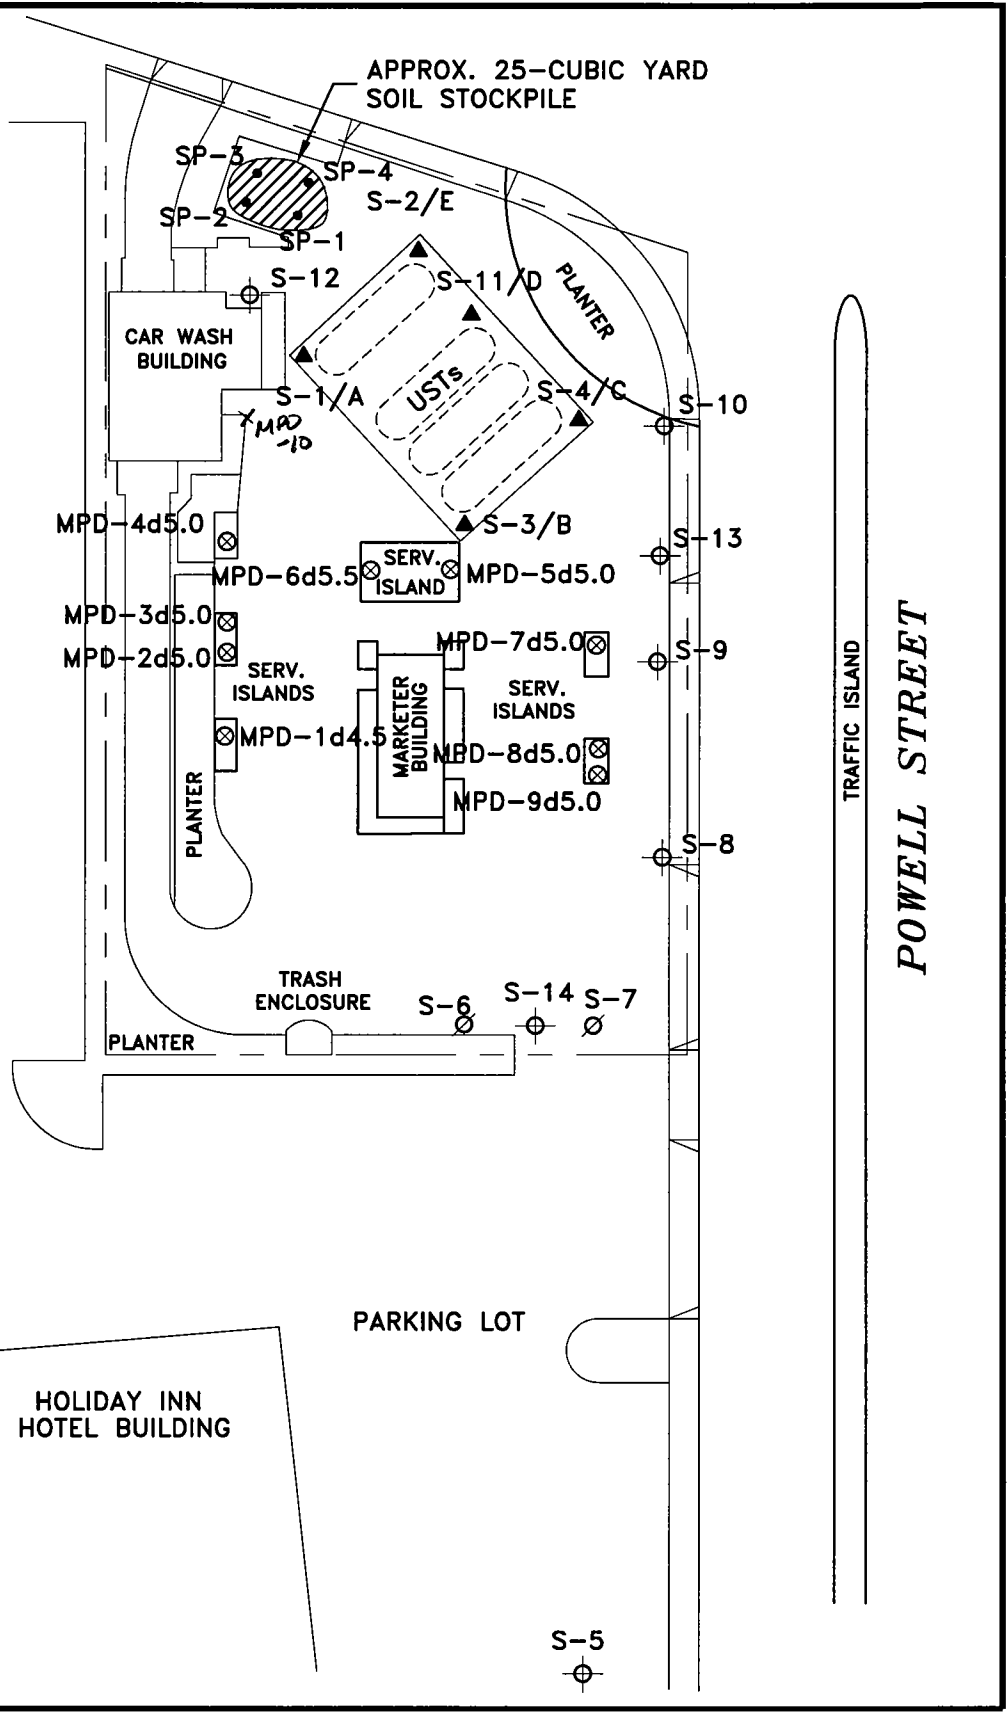 APPROX. 25-CUBIC YARD
SOIL STOCKPILE
SP-3
SP-4
S-2/E
SP-2
SP-1
S-12
S-11/D
PLANTER
CAR WASH
BUILDING
USTs
S-1/A
S-4/C
S-10
MPD
-10
S-3/B
MPD-4d5.0
S-13
SERV.
ISLAND
MPD-6d5.5
MPD-5d5.0
MPD-3d5.0
MPD-2d5.0
MPD-7d5.0
S-9
SERV.
ISLANDS
SERV.
ISLANDS
MARKETER
BUILDING
MPD-1d4.5
MPD-8d5.0
MPD-9d5.0
PLANTER
TRAFFIC ISLAND
POWELL STREET
S-8
TRASH
ENCLOSURE
S-6
S-14
S-7
PLANTER
PARKING LOT
HOLIDAY INN
HOTEL BUILDING
S-5